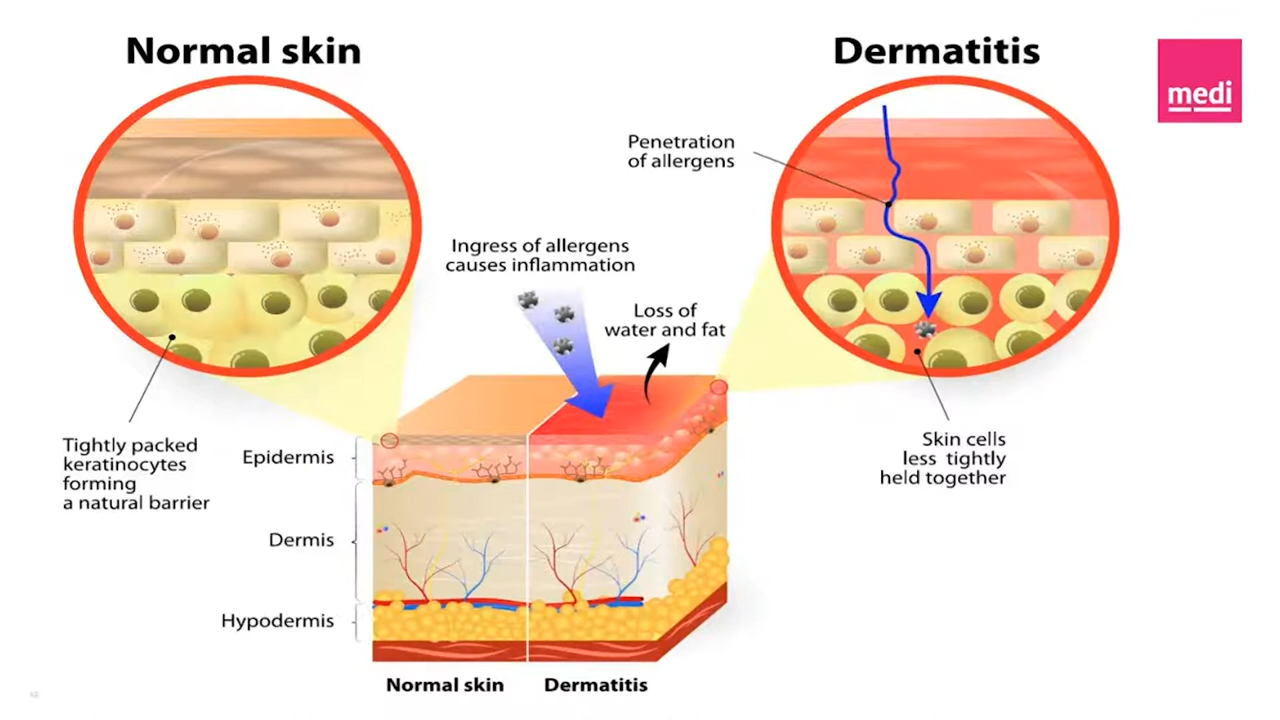 Normal skin
Dermatitis
medi
Penetration
of allergens
Ingress of allergens
causes inflammation
Loss of
water and fat
Tightly packed
keratinocytes
forming
a natural barrier
Epidermis
Dermis
Hypodermis
Skin cells
less tightly
held together
Normal skin
Dermatitis